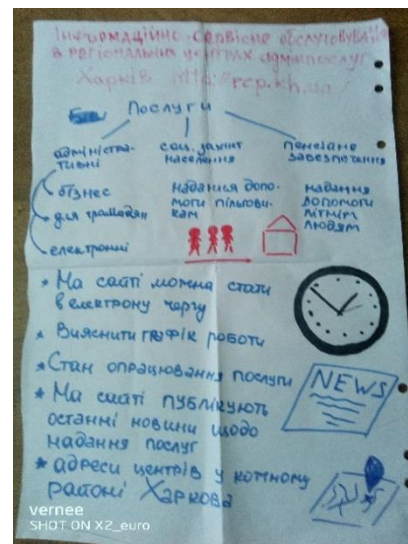 Інформаційно сервісне обслуговування
в регіональних центрах адмінпослуг
Харків http://rcp.kh.ua/
Послуги
адміністра-
тивні
соц. захист
населення
пенсійне
забезпечення
бізнес
для громадян
електронні
надання допо-
моги пільгови-
кам
надання
допомоги
літнім
людям
* На сайті можна стати
в електрону чергу
* Вияснити графік роботи
* Стан опрацювання послуги
* На сайті публікують
останні новини щодо
надання послуг
* адреси центрів у кожному
районі Харкова
NEWS
vernee
SHOT ON X2_euro